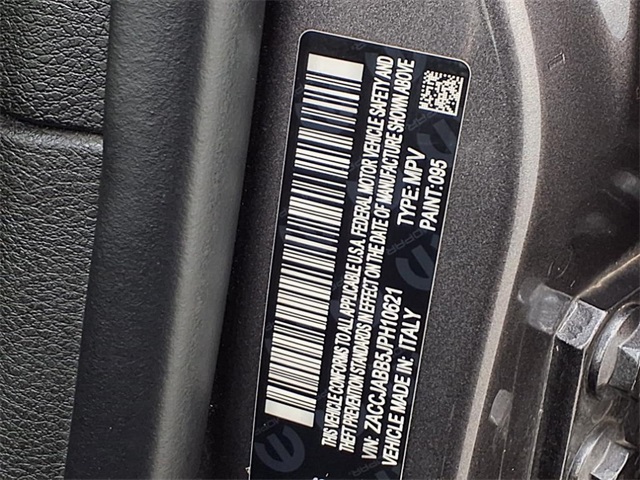 THIS VEHICLE CONFORMS TO ALL APPLICABLE U.S.A. FEDERAL MOTOR VEHICLE SAFETY AND
THEFT PREVENTION STANDARDS IN EFFECT ON THE DATE OF MANUFACTURE SHOWN ABOVE
VIN: ZACCJABB5JPH10621 TYPE: MPV
VEHICLE MADE IN: ITALY PAINT: 095